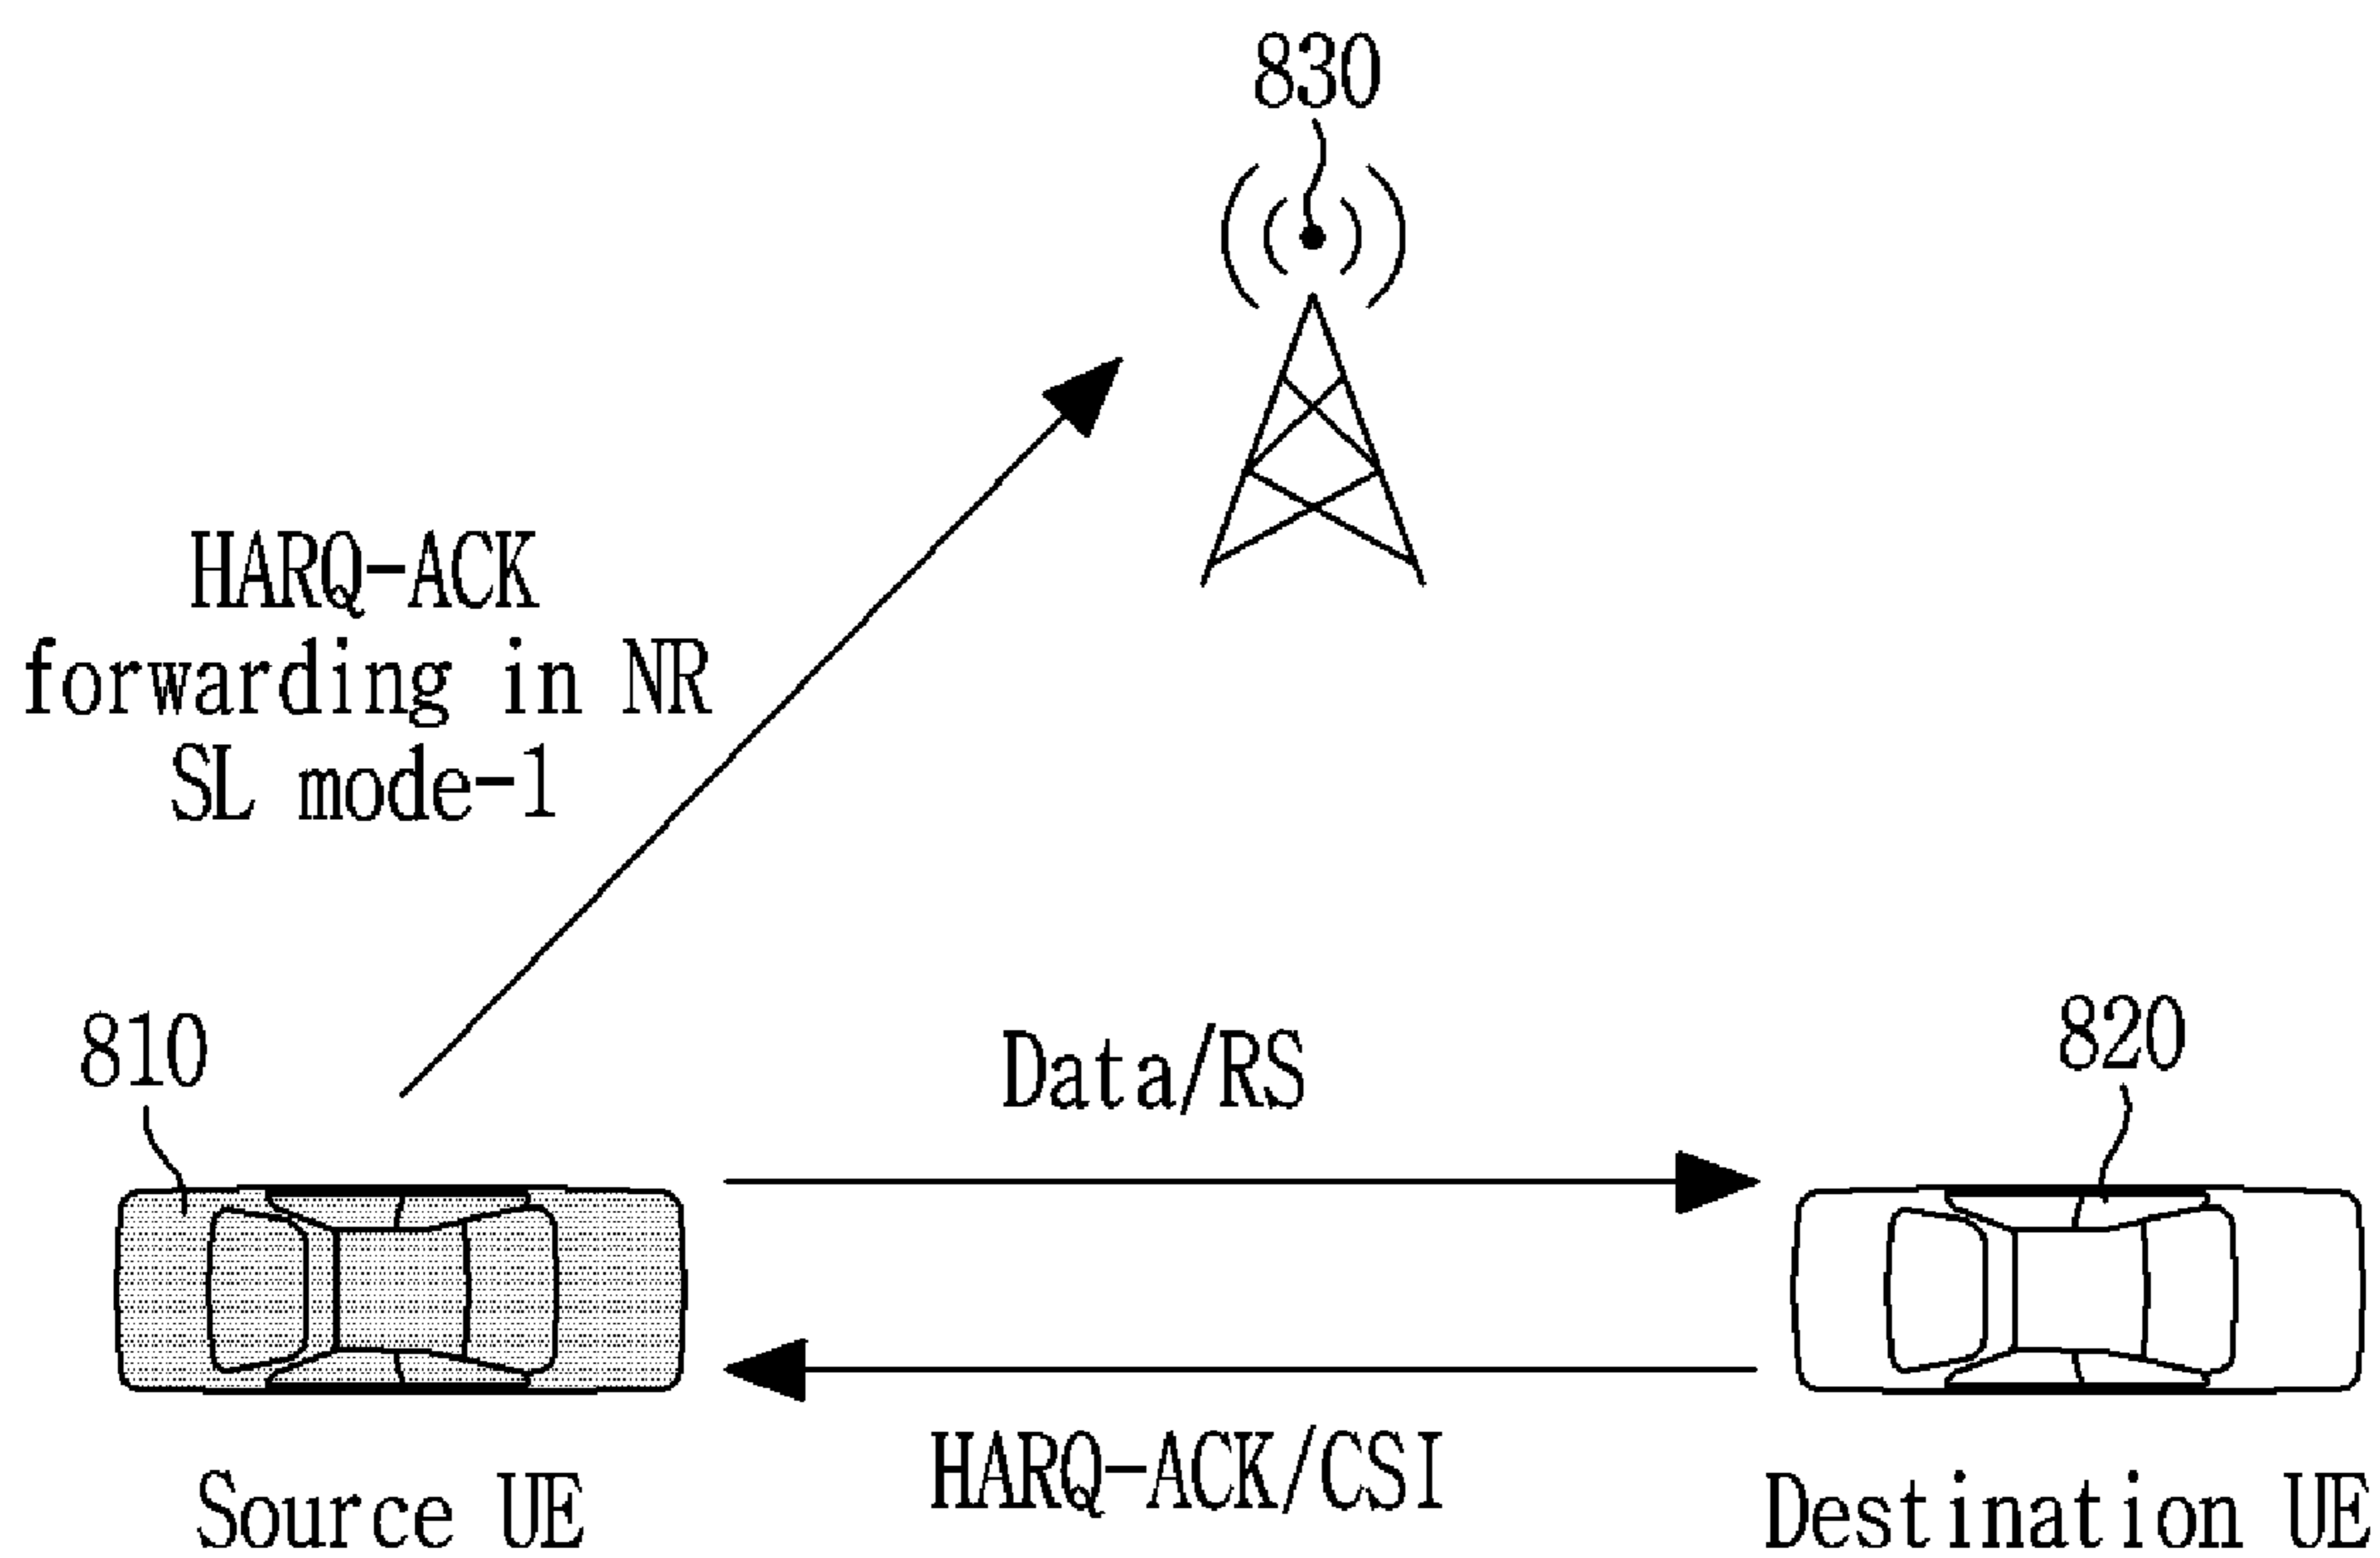 830
HARQ-ACK
forwarding in NR
SL mode-1
810
Data/RS
820
HARQ-ACK/CSI
Source UE
Destination UE